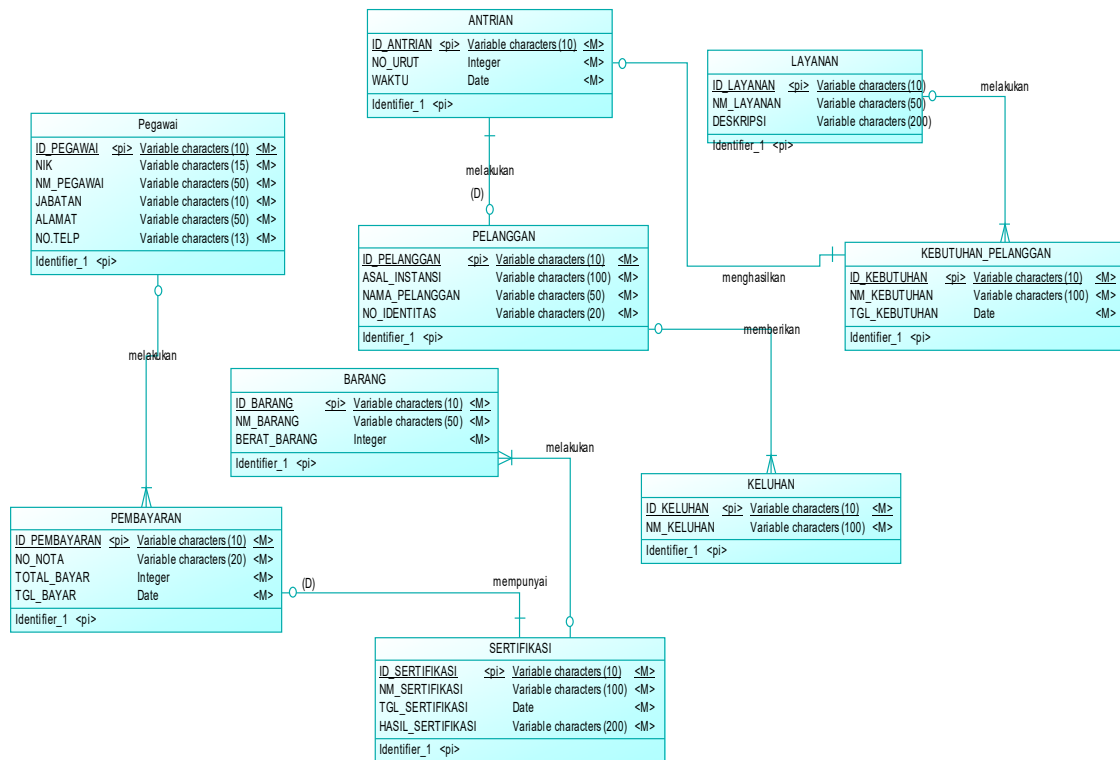 ANTRIAN
ID_ANTRIAN <pi> Variable characters (10) <M>
NO_URUT Integer <M>
WAKTU Date <M>
Identifier_1 <pi>
LAYANAN
ID_LAYANAN <pi> Variable characters (10)
NM_LAYANAN Variable characters (50)
DESKRIPSI Variable characters (200)
Identifier_1 <pi>
melakukan
Pegawai
ID_PEGAWAI <pi> Variable characters (10) <M>
NIK Variable characters (15) <M>
NM_PEGAWAI Variable characters (50) <M>
JABATAN Variable characters (10) <M>
ALAMAT Variable characters (50) <M>
NO.TELP Variable characters (13) <M>
Identifier_1 <pi>
melakukan
(D)
PELANGGAN
ID_PELANGGAN <pi> Variable characters (10) <M>
ASAL_INSTANSI Variable characters (100) <M>
NAMA_PELANGGAN Variable characters (50) <M>
NO_IDENTITAS Variable characters (20) <M>
Identifier_1 <pi>
menghasilkan
KEBUTUHAN_PELANGGAN
ID_KEBUTUHAN <pi> Variable characters (10) <M>
NM_KEBUTUHAN Variable characters (100) <M>
TGL_KEBUTUHAN Date <M>
Identifier_1 <pi>
memberikan
melakukan
BARANG
ID_BARANG <pi> Variable characters (10) <M>
NM_BARANG Variable characters (50) <M>
BERAT_BARANG Integer <M>
Identifier_1 <pi>
melakukan
KELUHAN
ID_KELUHAN <pi> Variable characters (10) <M>
NM_KELUHAN Variable characters (100) <M>
Identifier_1 <pi>
PEMBAYARAN
ID_PEMBAYARAN <pi> Variable characters (10) <M>
NO_NOTA Variable characters (20) <M>
TOTAL_BAYAR Integer <M>
TGL_BAYAR Date <M>
Identifier_1 <pi>
(D)
mempunyai
SERTIFIKASI
ID_SERTIFIKASI <pi> Variable characters (10) <M>
NM_SERTIFIKASI Variable characters (100) <M>
TGL_SERTIFIKASI Date <M>
HASIL_SERTIFIKASI Variable characters (200) <M>
Identifier_1 <pi>